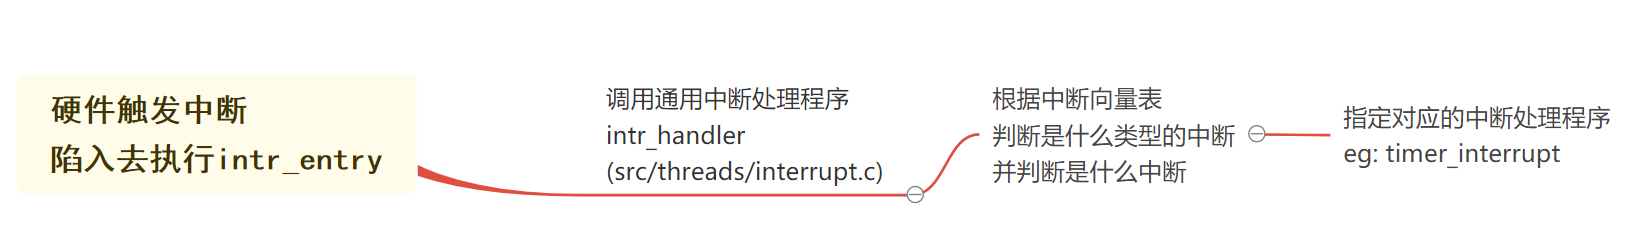 硬件触发中断
陷入去执行intr_entry
调用通用中断处理程序
intr_handler
(src/threads/interrupt.c)
根据中断向量表
判断是什么类型的中断
并判断是什么中断
指定对应的中断处理程序
eg: timer_interrupt